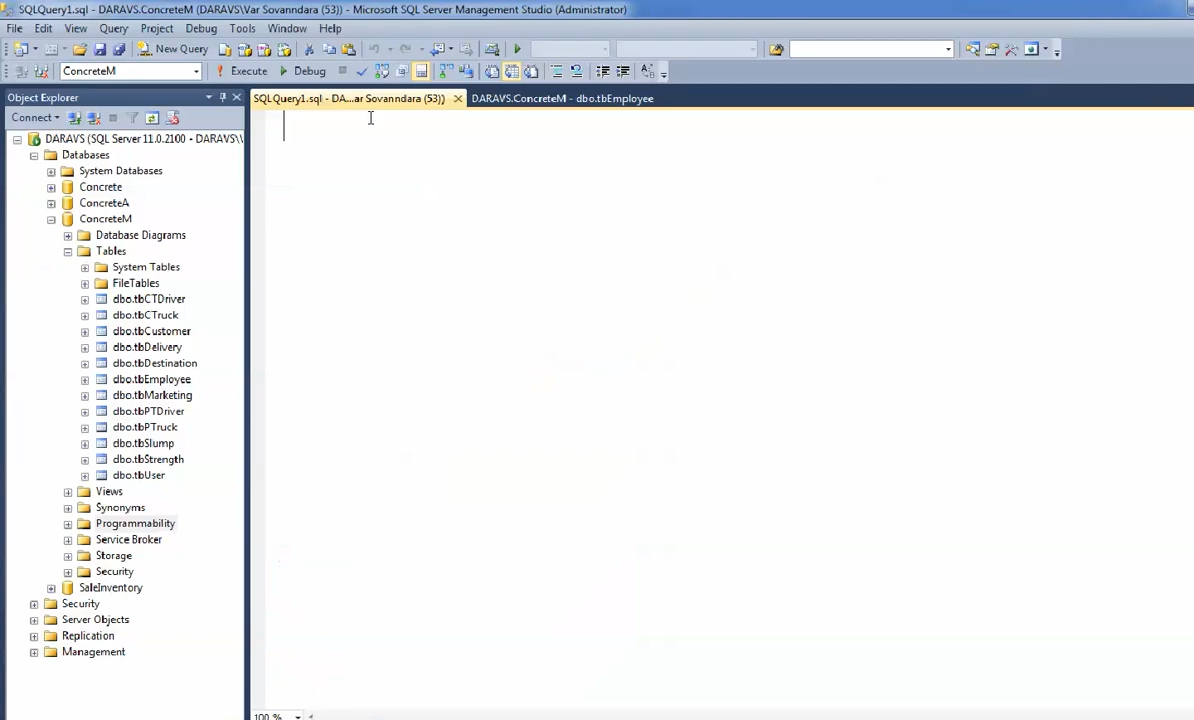 SQLQuery1.sql - DARAVS.ConcreteM (DARAVS\Var Sovanndara (53)) - Microsoft SQL Server Management Studio (Administrator)
File Edit View Query Project Debug Tools Window Help
New Query
ConcreteM Execute Debug
Object Explorer
SQLQuery1.sql - DA...ar Sovanndara (53))
DARAVS.ConcreteM - dbo.tbEmployee
Connect
DARAVS (SQL Server 11.0.2100 - DARAVS\
Databases
System Databases
Concrete
ConcreteA
ConcreteM
Database Diagrams
Tables
System Tables
FileTables
dbo.tbCTDriver
dbo.tbCTruck
dbo.tbCustomer
dbo.tbDelivery
dbo.tbDestination
dbo.tbEmployee
dbo.tbMarketing
dbo.tbPTDriver
dbo.tbPTruck
dbo.tbSlump
dbo.tbStrength
dbo.tbUser
Views
Synonyms
Programmability
Service Broker
Storage
Security
SaleInventory
Security
Server Objects
Replication
Management
100 %